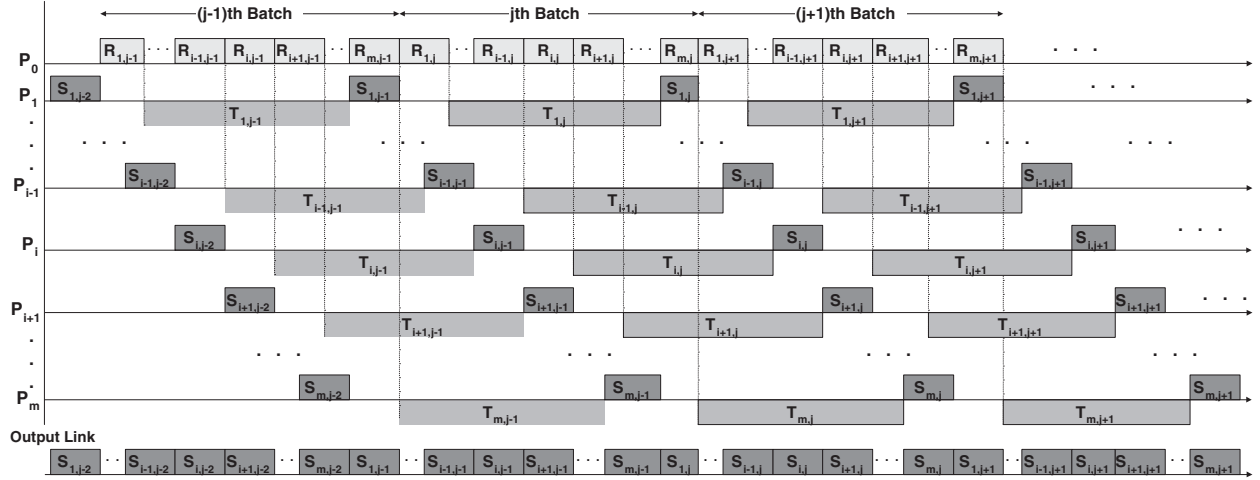 (j-1)th Batch jth Batch (j+1)th Batch
P0 R1,j-1 · · · Ri-1,j-1 Ri,j-1 Ri+1,j-1 · · Rm,j-1 R1,j · · Ri-1,j Ri,j Ri+1,j · · Rm,j R1,j+1 · · Ri-1,j+1 Ri,j+1 Ri+1,j+1 · · Rm,j+1 · · ·
P1 S1,j-2 S1,j-1 S1,j S1,j+1 · · ·
T1,j-1 T1,j T1,j+1
· · · · · · · · · · · · · · ·
Pi-1 Si-1,j-2 Si-1,j-1 Si-1,j Si-1,j+1
Ti-1,j-1 Ti-1,j Ti-1,j+1
Pi Si,j-2 Si,j-1 Si,j Si,j+1 · · ·
Ti,j-1 Ti,j Ti,j+1
Pi+1 Si+1,j-2 Si+1,j-1 Si+1,j Si+1,j+1 · · ·
Ti+1,j-1 Ti+1,j Ti+1,j+1
· · · · · · · · · · · ·
Pm Sm,j-2 Sm,j-1 Sm,j Sm,j+1
Tm,j-1 Tm,j Tm,j+1
Output Link
S1,j-2 · · Si-1,j-2 Si,j-2 Si+1,j-2 · · Sm,j-2 S1,j-1 · · Si-1,j-1 Si,j-1 Si+1,j-1 · · · Sm,j-1 S1,j · · Si-1,j Si,j Si+1,j · · · Sm,j S1,j+1 · · · Si-1,j+1 Si,j+1 Si+1,j+1 · · Sm,j+1